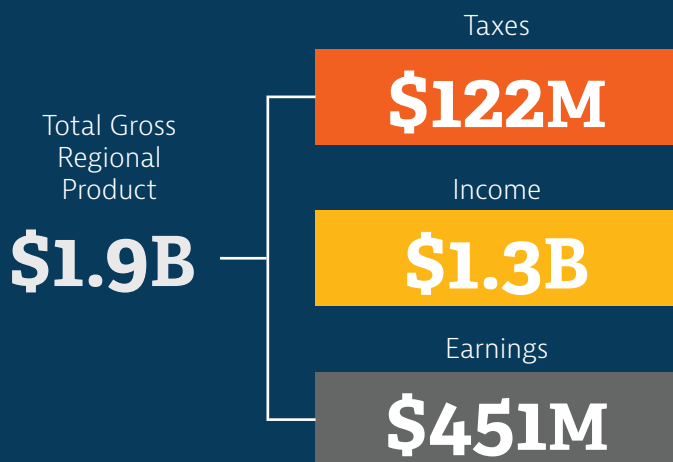 Total Gross
Regional
Product
$1.9B
Taxes
$122M
Income
$1.3B
Earnings
$451M